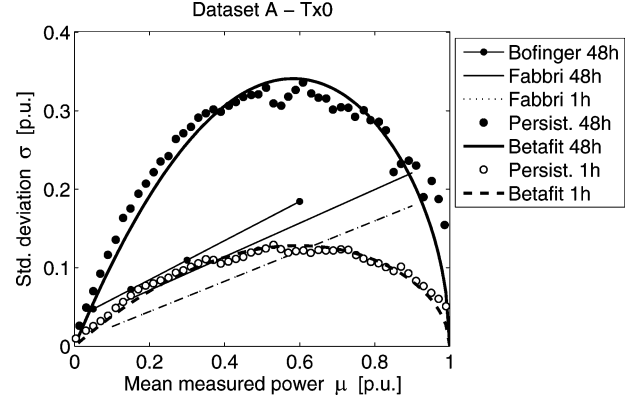 Dataset A – Tx0
0.4
0.3
0.2
0.1
0
Std. deviation σ [p.u.]
0
0.2
0.4
0.6
0.8
1
Mean measured power μ [p.u.]
Bofinger 48h
Fabbri 48h
Fabbri 1h
Persist. 48h
Betafit 48h
Persist. 1h
Betafit 1h